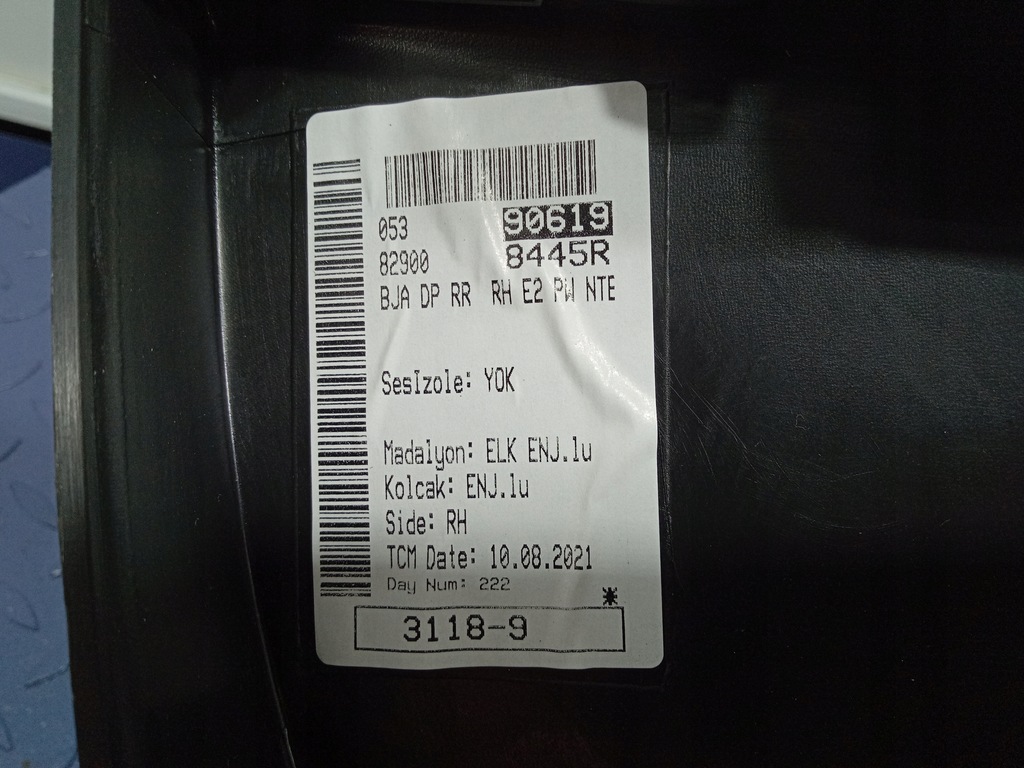 053 90619
82900 8445R
BJA DP RR RH E2 PW NTE
SesIzole: YOK
Madalyon: ELK ENJ.lu
Kolcak: ENJ.lu
Side: RH
TCM Date: 10.08.2021
Day Num: 222
3118-9